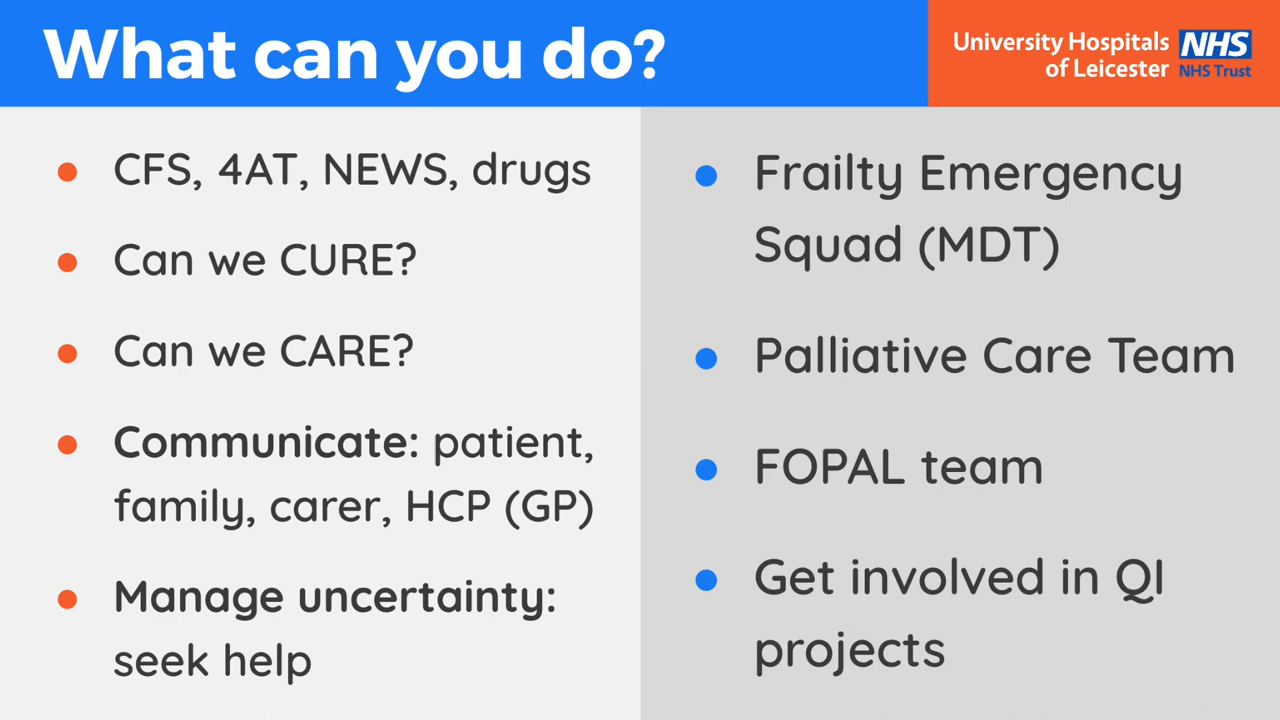 What can you do?
University Hospitals NHS
of Leicester NHS Trust
CFS, 4AT, NEWS, drugs
Can we CURE?
Can we CARE?
Communicate: patient,
family, carer, HCP (GP)
Manage uncertainty:
seek help
Frailty Emergency
Squad (MDT)
Palliative Care Team
FOPAL team
Get involved in QI
projects